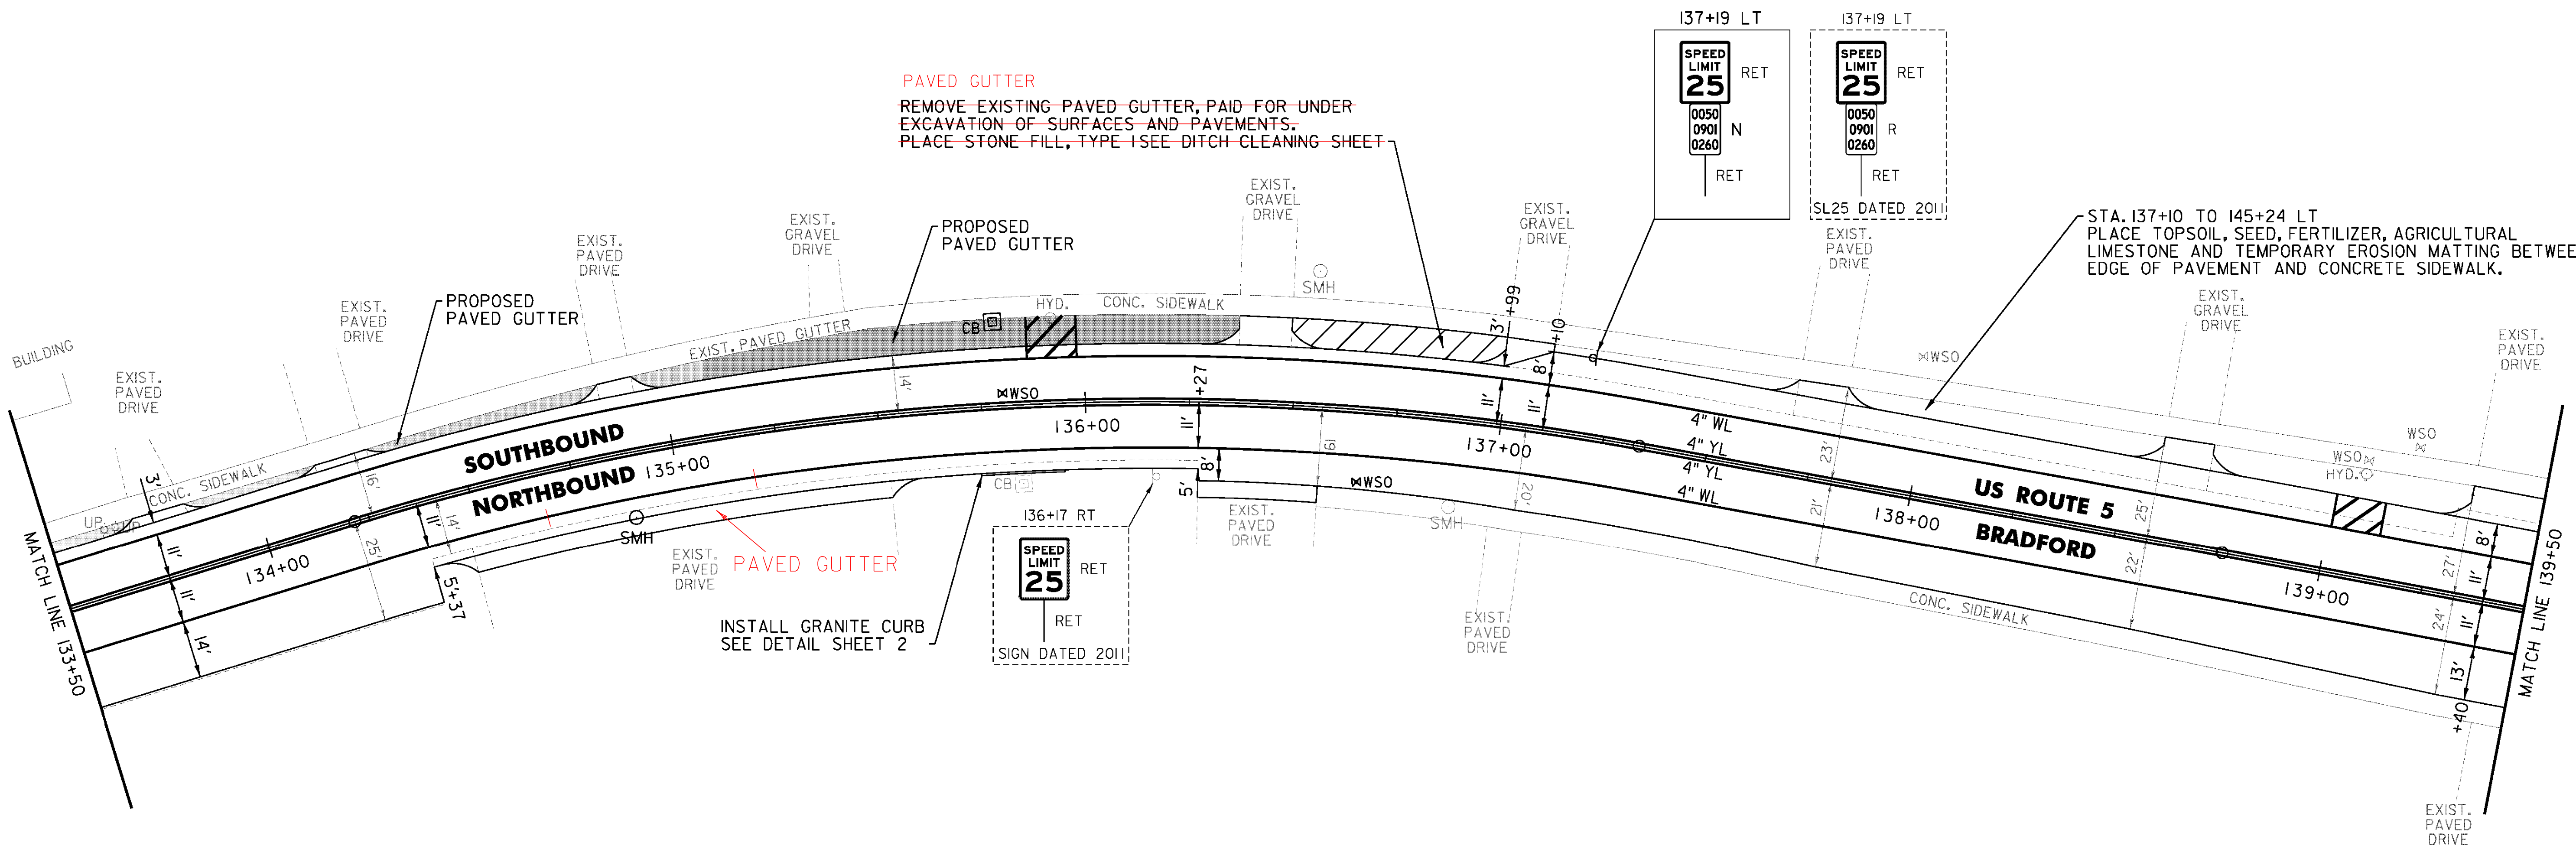 137+19 LT
SPEED
LIMIT
25
RET
0050
0901
0260
N
RET
137+19 LT
SPEED
LIMIT
25
RET
0050
0901
0260
R
RET
SL25 DATED 2011
PAVED GUTTER
REMOVE EXISTING PAVED GUTTER, PAID FOR UNDER
EXCAVATION OF SURFACES AND PAVEMENTS.
PLACE STONE FILL, TYPE I SEE DITCH CLEANING SHEET
STA. 137+10 TO 145+24 LT
PLACE TOPSOIL, SEED, FERTILIZER, AGRICULTURAL
LIMESTONE AND TEMPORARY EROSION MATTING BETWEE
EDGE OF PAVEMENT AND CONCRETE SIDEWALK.
BUILDING
EXIST.
PAVED
DRIVE
EXIST.
PAVED
DRIVE
EXIST.
PAVED
DRIVE
EXIST.
GRAVEL
DRIVE
EXIST.
GRAVEL
DRIVE
EXIST.
GRAVEL
DRIVE
EXIST.
PAVED
DRIVE
EXIST.
GRAVEL
DRIVE
EXIST.
PAVED
DRIVE
PROPOSED
PAVED GUTTER
PROPOSED
PAVED GUTTER
SMH
HYD.
CONC. SIDEWALK
CB
EXIST. PAVED GUTTER
3'
+99
+10
8'
WSO
WSO
WSO
HYD.
CONC. SIDEWALK
UP
UP
3'
16'
14'
WSO
+27
11'
11'
11'
19'
23'
25'
27'
8'
11'
SOUTHBOUND
NORTHBOUND
134+00
135+00
136+00
137+00
138+00
139+00
4" WL
4" YL
4" YL
4" WL
US ROUTE 5
BRADFORD
11'
11'
14'
25'
11'
14'
5'
+37
SMH
EXIST.
PAVED
DRIVE
PAVED GUTTER
CB
8'
5'
WSO
EXIST.
PAVED
DRIVE
SMH
20'
21'
22'
24'
11'
13'
+40
CONC. SIDEWALK
EXIST.
PAVED
DRIVE
EXIST.
PAVED
DRIVE
INSTALL GRANITE CURB
SEE DETAIL SHEET 2
136+17 RT
SPEED
LIMIT
25
RET
RET
SIGN DATED 2011
MATCH LINE 133+50
MATCH LINE 139+50